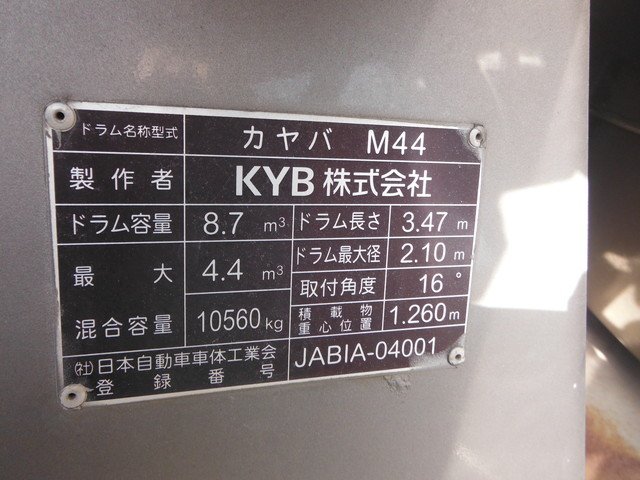 ドラム名称型式 カヤバ M44
製作者 KYB 株式会社
ドラム容量 8.7 m³ ドラム長さ 3.47 m
最大 4.4 m³ ドラム最大径 2.10 m
取付角度 16°
混合容量 10560 kg 積載物重心位置 1.260 m
(社)日本自動車車体工業会 JABIA-04001
登録番号